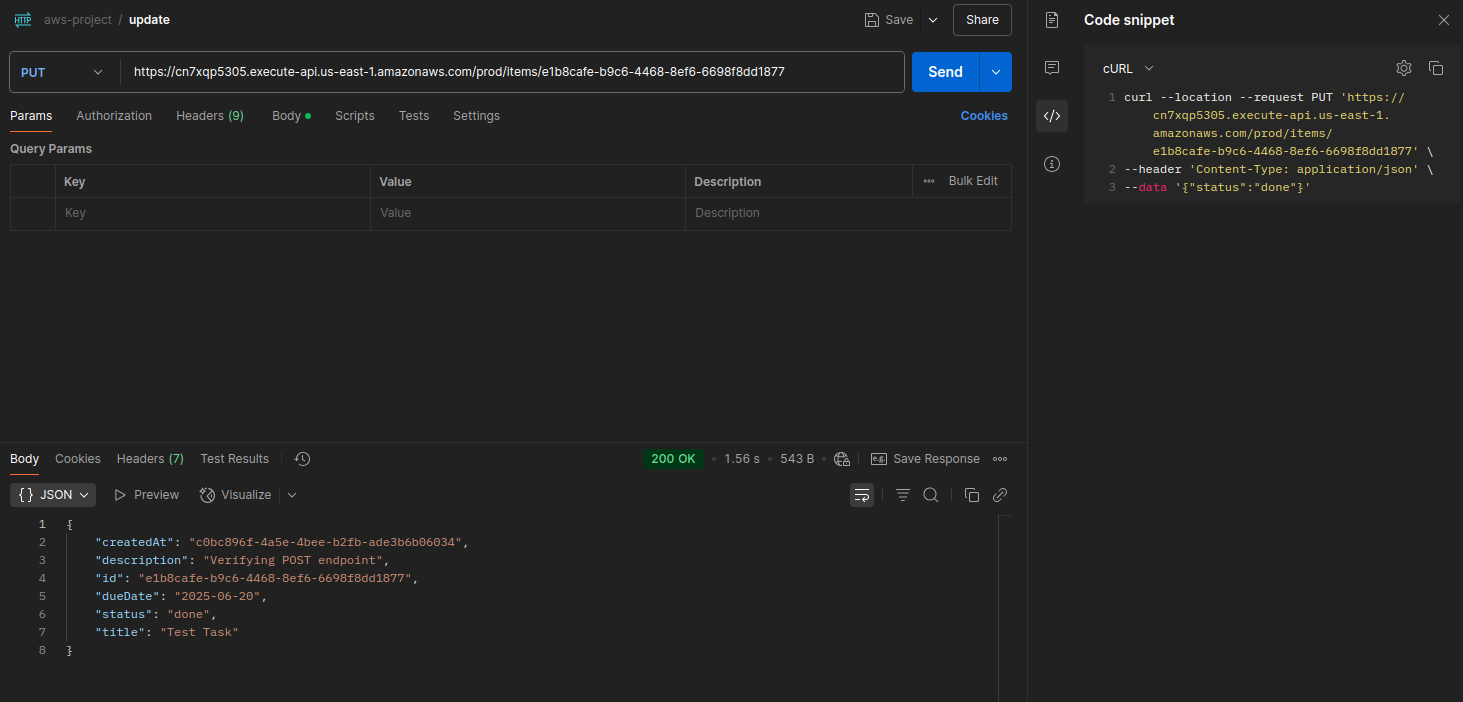 HTTP aws-project / update Save Share
PUT https://cn7xqp5305.execute-api.us-east-1.amazonaws.com/prod/items/e1b8cafe-b9c6-4468-8ef6-6698f8dd1877 Send
Params Authorization Headers (9) Body Scripts Tests Settings Cookies
Query Params
Key Value Description Bulk Edit
Key Value Description
Body Cookies Headers (7) Test Results 200 OK 1.56 s 543 B e.g. Save Response
{} JSON Preview Visualize
1 {
2 "createdAt": "c0bc896f-4a5e-4bee-b2fb-ade3b6b06034",
3 "description": "Verifying POST endpoint",
4 "id": "e1b8cafe-b9c6-4468-8ef6-6698f8dd1877",
5 "dueDate": "2025-06-20",
6 "status": "done",
7 "title": "Test Task"
8 }
Code snippet
cURL
1 curl --location --request PUT 'https://
cn7xqp5305.execute-api.us-east-1.
amazonaws.com/prod/items/
e1b8cafe-b9c6-4468-8ef6-6698f8dd1877' \
2 --header 'Content-Type: application/json' \
3 --data '{"status":"done"}'